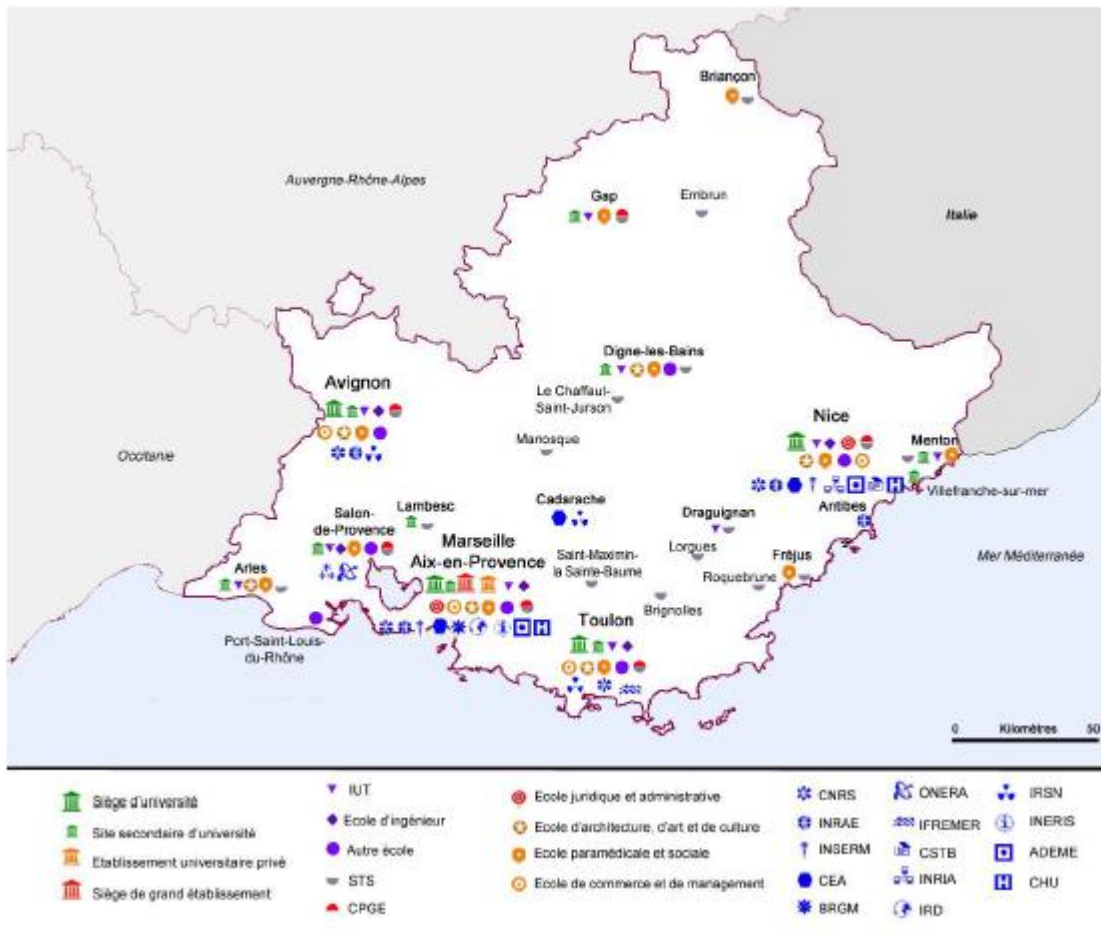 Briançon
Auvergne-Rhône-Alpes
Gap
Embrun
Italie
Digne-les-Bains
Avignon
Le Chaffaul-
Saint-Jurson
Nice
Manosque
Menton
Occitanie
Villefranche-sur-mer
Lambesc
Cadarache
Antibes
Salon-
de-Provence
Draguignan
Marseille
Aix-en-Provence
Lorgues
Mer Méditerranée
Saint-Maximin-
la Sainte-Baume
Fréjus
Arles
Roquebrune
Brignolles
Toulon
Port-Saint-Louis-
du-Rhône
0 Kilomètres 50
Siège d'université
Site secondaire d'université
Etablissement universitaire privé
Siège de grand établissement
IUT
Ecole d'ingénieur
Autre école
STS
CPGE
Ecole juridique et administrative
Ecole d'architecture, d'art et de culture
Ecole paramédicale et sociale
Ecole de commerce et de management
CNRS
INRAE
INSERM
CEA
BRGM
ONERA
IFREMER
CSTB
INRIA
IRD
IRSN
INERIS
ADEME
CHU